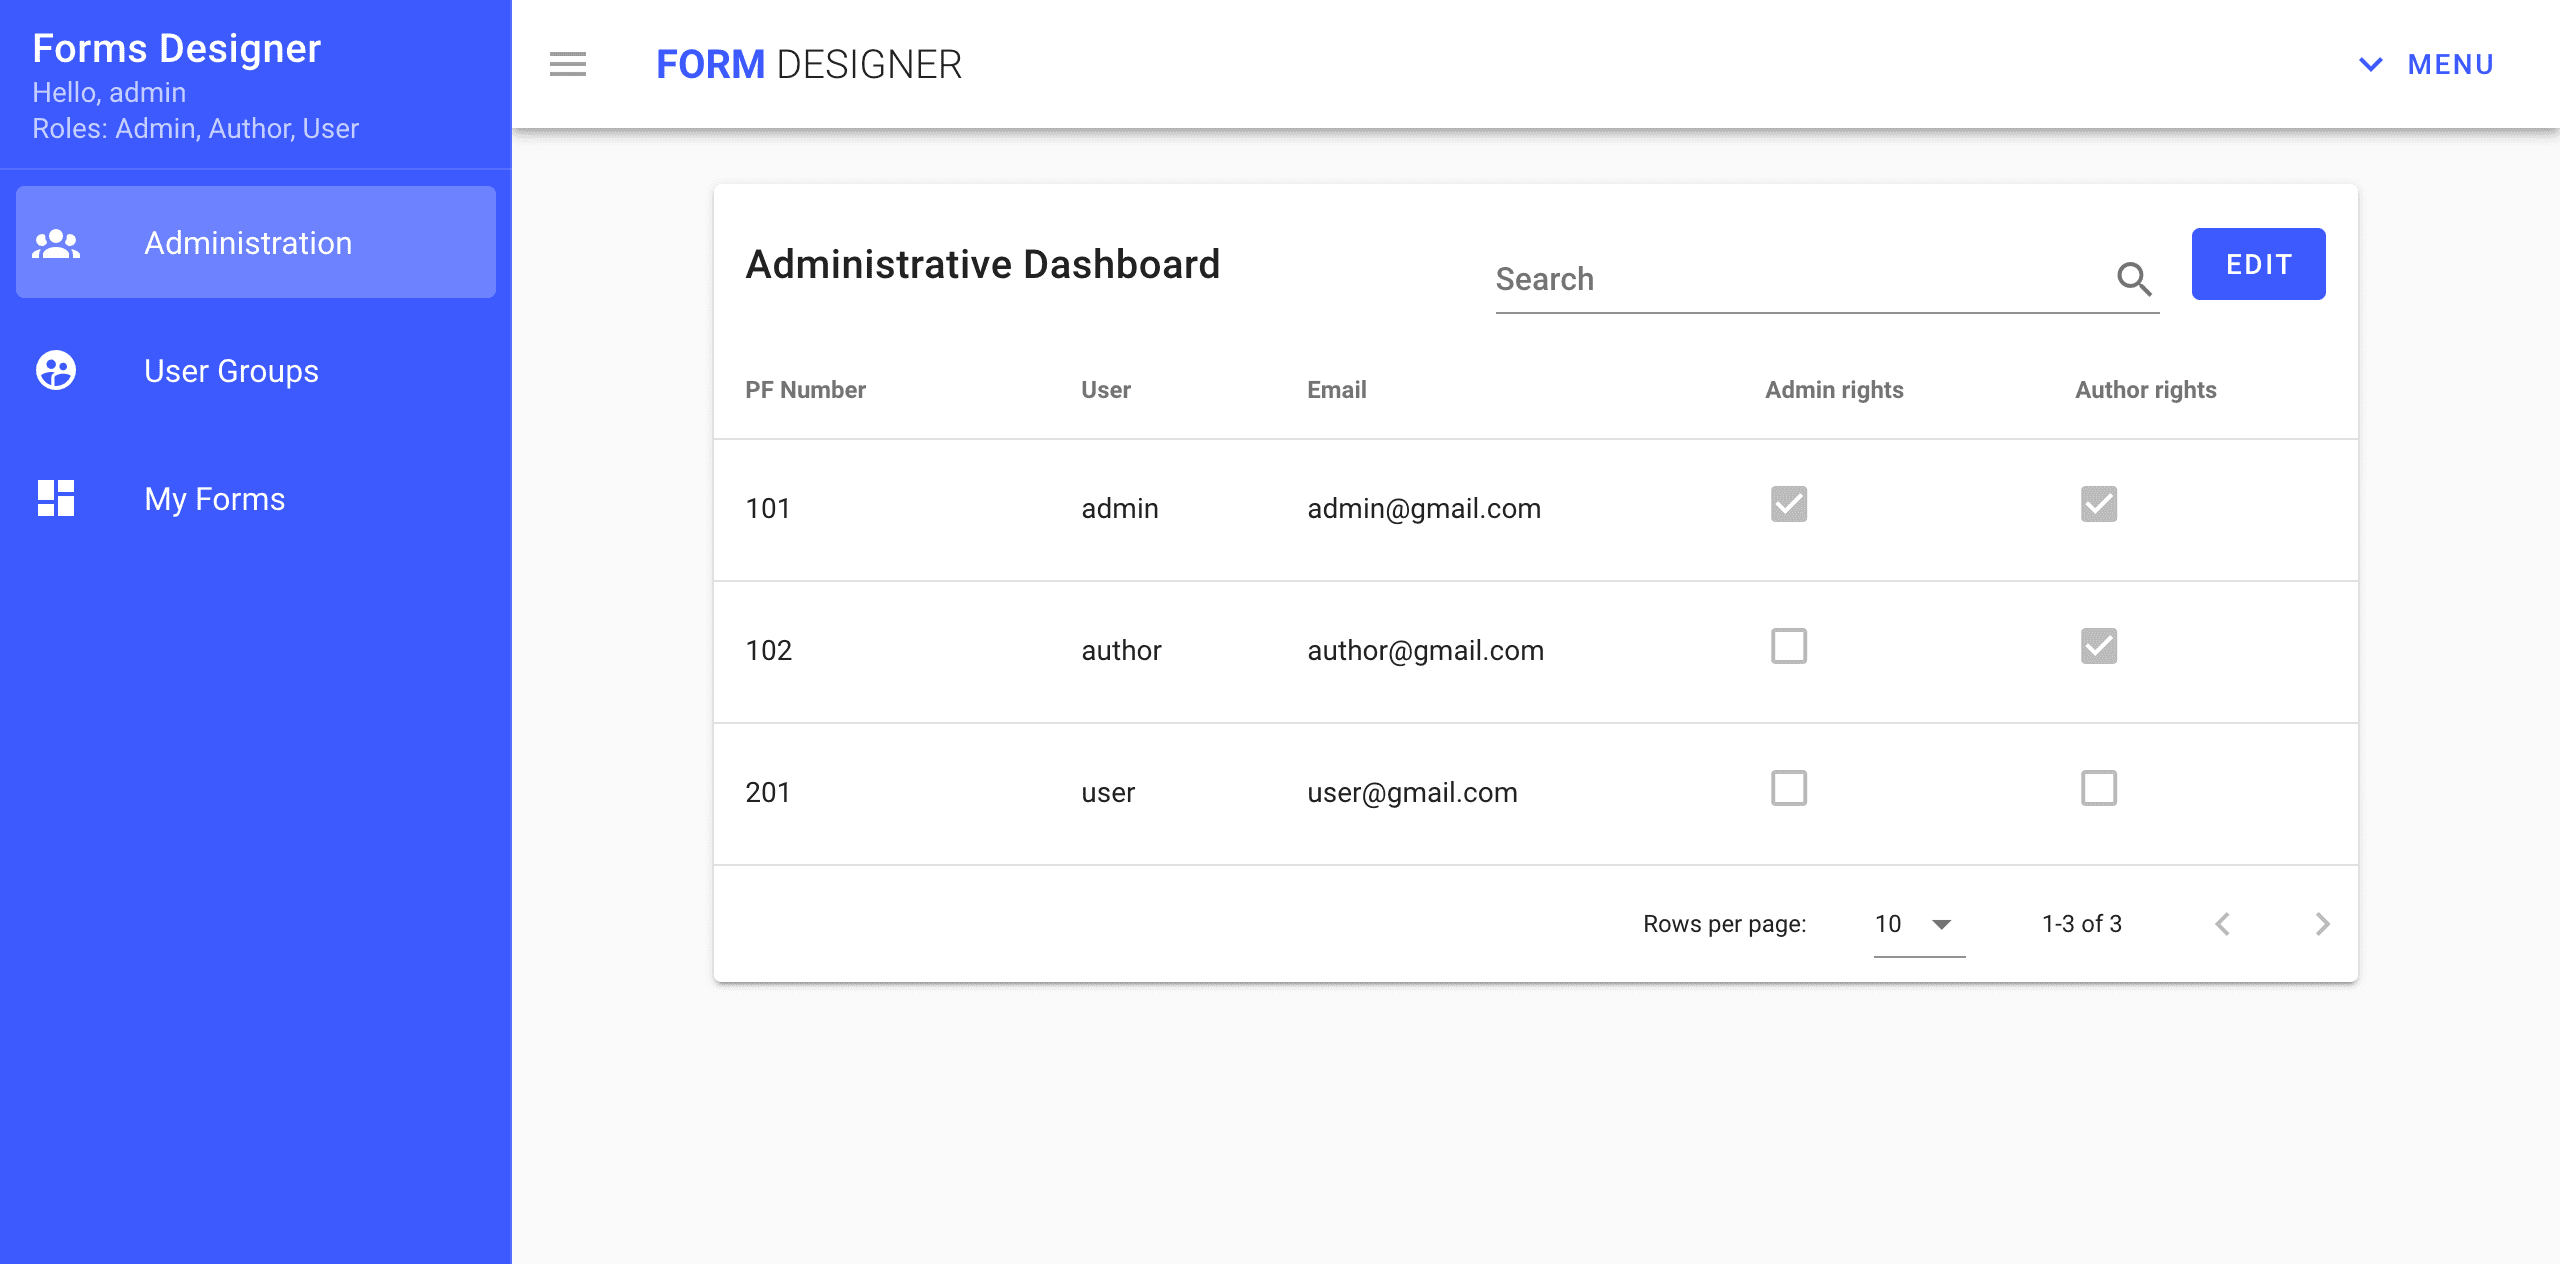 Forms Designer
Hello, admin
Roles: Admin, Author, User
Administration
User Groups
My Forms
FORM DESIGNER
MENU
Administrative Dashboard
Search
EDIT
PF Number User Email Admin rights Author rights
101 admin admin@gmail.com
102 author author@gmail.com
201 user user@gmail.com
Rows per page: 10 1-3 of 3